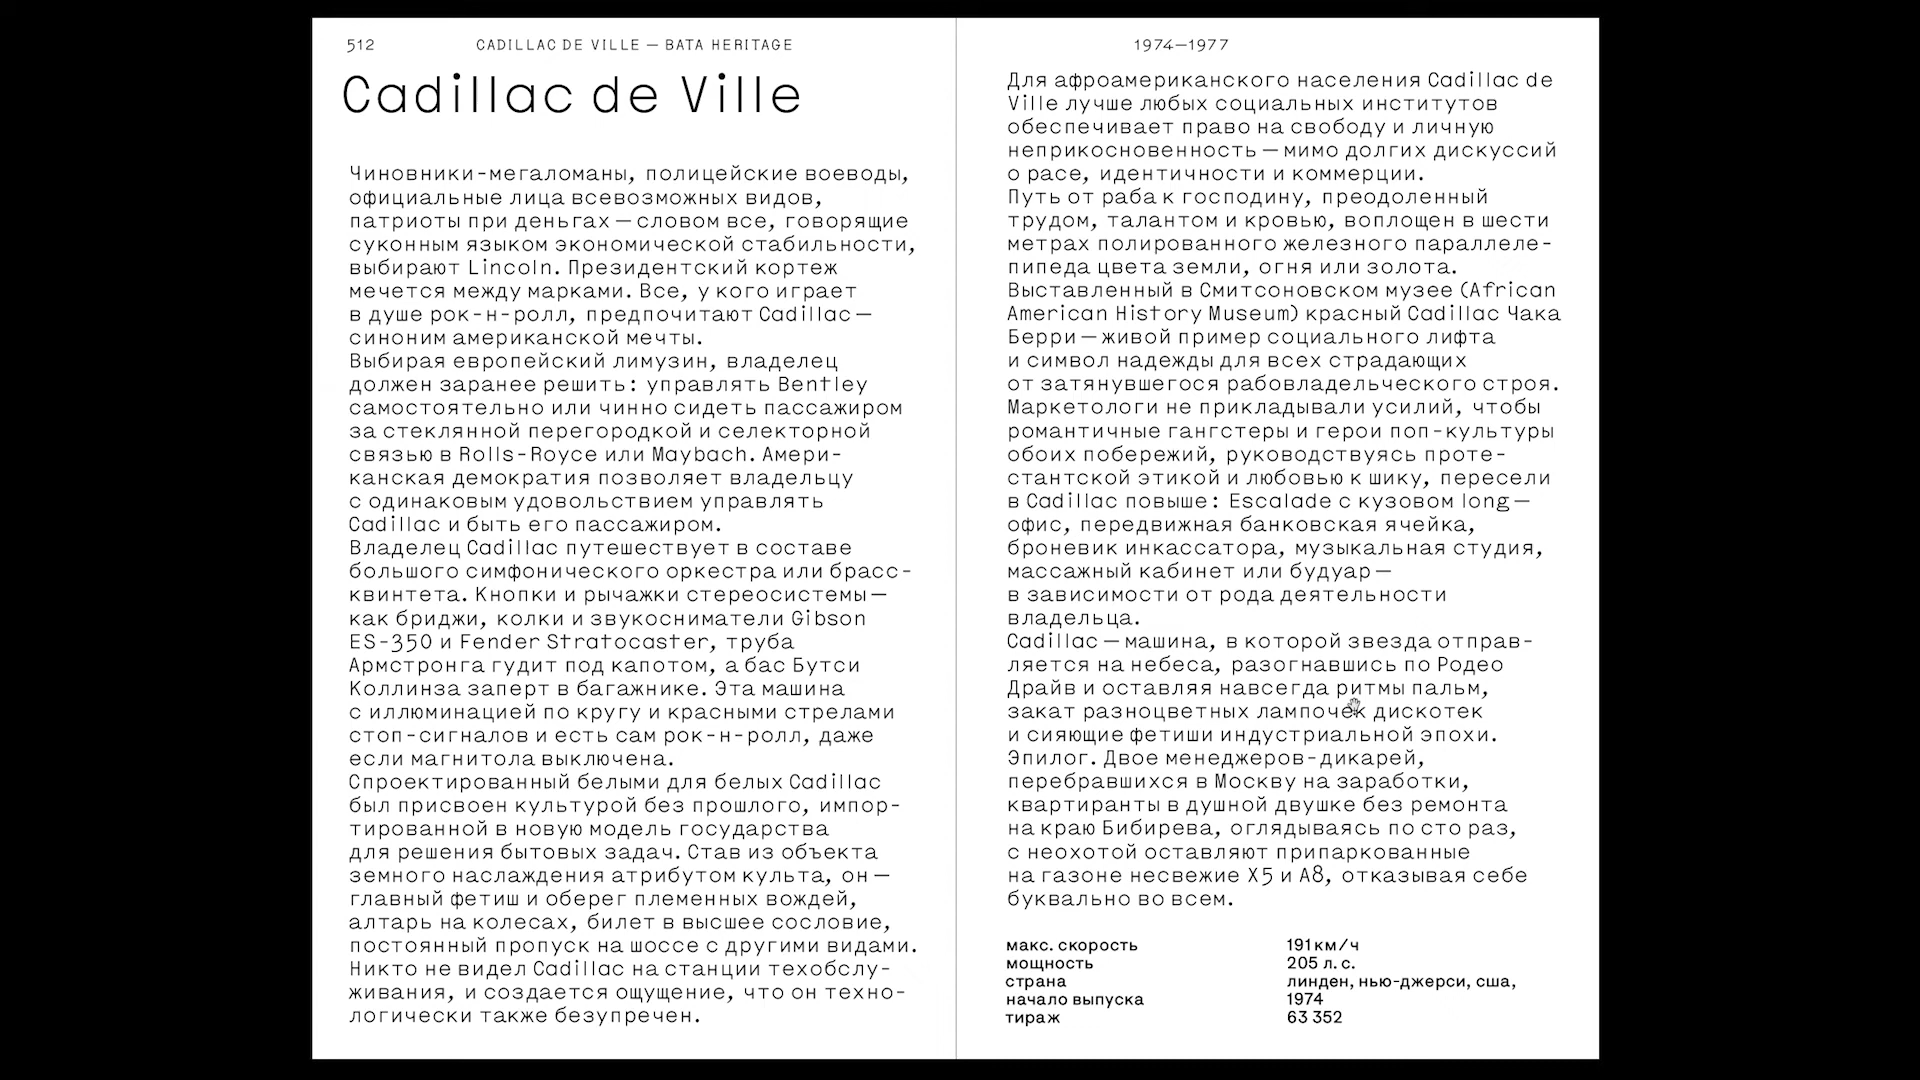 512
CADILLAC DE VILLE — BATA HERITAGE
Cadillac de Ville
Чиновники-мегаломаны, полицейские воеводы,
официальные лица всевозможных видов,
патриоты при деньгах — словом все, говорящие
суконным языком экономической стабильности,
выбирают Lincoln. Президентский кортеж
мечется между марками. Все, у кого играет
в душе рок-н-ролл, предпочитают Cadillac —
синоним американской мечты.
Выбирая европейский лимузин, владелец
должен заранее решить: управлять Bentley
самостоятельно или чинно сидеть пассажиром
за стеклянной перегородкой и селекторной
связью в Rolls-Royce или Maybach. Амери-
канская демократия позволяет владельцу
с одинаковым удовольствием управлять
Cadillac и быть его пассажиром.
Владелец Cadillac путешествует в составе
большого симфонического оркестра или брасс-
квинтета. Кнопки и рычажки стереосистемы —
как бриджи, колки и звукосниматели Gibson
ES-350 и Fender Stratocaster, труба
Армстронга гудит под капотом, а бас Бутси
Коллинза заперт в багажнике. Эта машина
с иллюминацией по кругу и красными стрелами
стоп-сигналов и есть сам рок-н-ролл, даже
если магнитола выключена.
Спроектированный белыми для белых Cadillac
был присвоен культурой без прошлого, импор-
тированной в новую модель государства
для решения бытовых задач. Став из объекта
земного наслаждения атрибутом культа, он —
главный фетиш и оберег племенных вождей,
алтарь на колесах, билет в высшее сословие,
постоянный пропуск на шоссе с другими видами.
Никто не видел Cadillac на станции техобслу-
живания, и создается ощущение, что он техно-
логически также безупречен.
1974—1977
Для афроамериканского населения Cadillac de
Ville лучше любых социальных институтов
обеспечивает право на свободу и личную
неприкосновенность — мимо долгих дискуссий
о расе, идентичности и коммерции.
Путь от раба к господину, преодоленный
трудом, талантом и кровью, воплощен в шести
метрах полированного железного параллеле-
пипеда цвета земли, огня или золота.
Выставленный в Смитсоновском музее (African
American History Museum) красный Cadillac Чака
Берри — живой пример социального лифта
и символ надежды для всех страдающих
от затянувшегося рабовладельческого строя.
Маркетологи не прикладывали усилий, чтобы
романтичные гангстеры и герои поп-культуры
обоих побережий, руководствуясь проте-
стантской этикой и любовью к шику, пересели
в Cadillac повыше: Escalade с кузовом long —
офис, передвижная банковская ячейка,
броневик инкассатора, музыкальная студия,
массажный кабинет или будуар —
в зависимости от рода деятельности
владельца.
Cadillac — машина, в которой звезда отправ-
ляется на небеса, разогнавшись по Родео
Драйв и оставляя навсегда ритмы пальм,
закат разноцветных лампочек дискотек
и сияющие фетиши индустриальной эпохи.
Эпилог. Двое менеджеров-дикарей,
перебравшихся в Москву на заработки,
квартиранты в душной двушке без ремонта
на краю Бибирева, оглядываясь по сто раз,
с неохотой оставляют припаркованные
на газоне несвежие X5 и A8, отказывая себе
буквально во всем.
макс. скорость 191 км/ч
мощность 205 л. с.
страна линден, нью-джерси, сша,
начало выпуска 1974
тираж 63 352